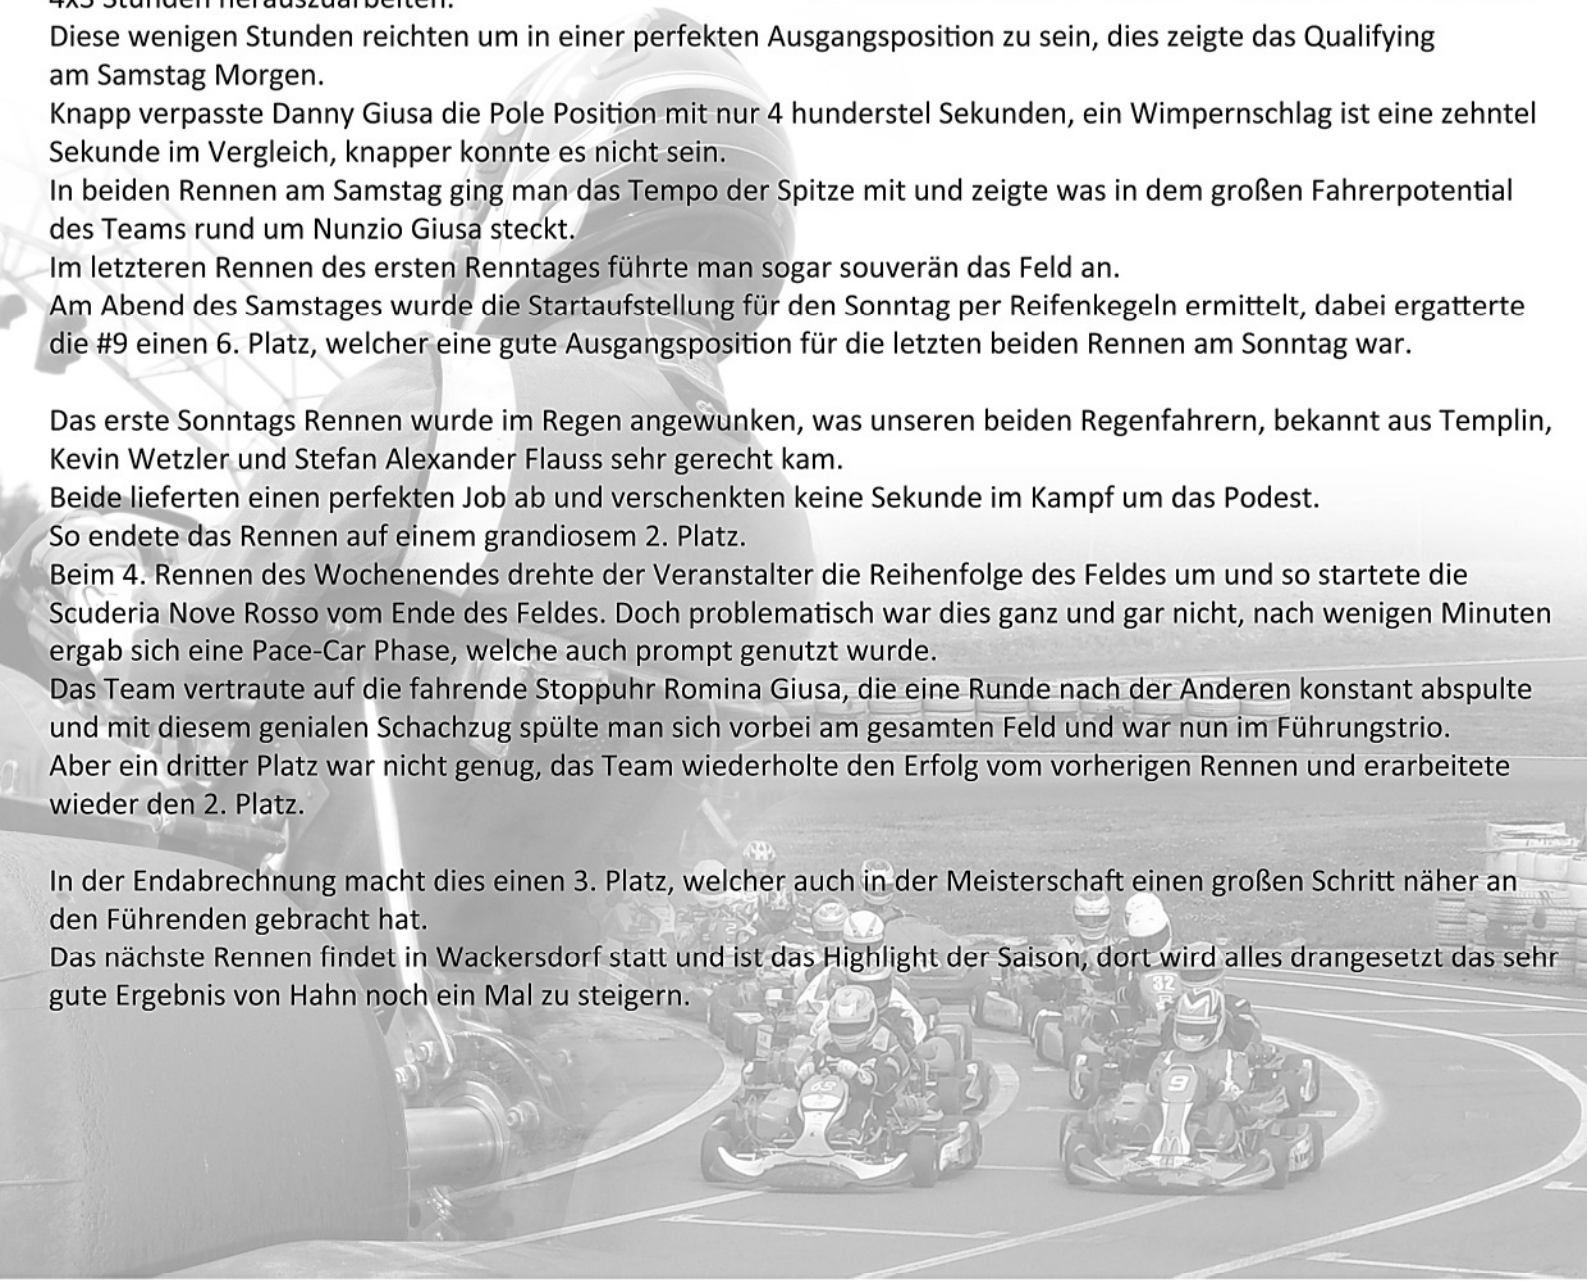 4x3 Stunden herauszuarbeiten.
Diese wenigen Stunden reichten um in einer perfekten Ausgangsposition zu sein, dies zeigte das Qualifying
am Samstag Morgen.
Knapp verpasste Danny Giusa die Pole Position mit nur 4 hunderstel Sekunden, ein Wimpernschlag ist eine zehntel
Sekunde im Vergleich, knapper konnte es nicht sein.
In beiden Rennen am Samstag ging man das Tempo der Spitze mit und zeigte was in dem großen Fahrerpotential
des Teams rund um Nunzio Giusa steckt.
Im letzteren Rennen des ersten Renntages führte man sogar souverän das Feld an.
Am Abend des Samstages wurde die Startaufstellung für den Sonntag per Reifenkegeln ermittelt, dabei ergatterte
die #9 einen 6. Platz, welcher eine gute Ausgangsposition für die letzten beiden Rennen am Sonntag war.
Das erste Sonntags Rennen wurde im Regen angewunken, was unseren beiden Regenfahrern, bekannt aus Templin,
Kevin Wetzler und Stefan Alexander Flauss sehr gerecht kam.
Beide lieferten einen perfekten Job ab und verschenkten keine Sekunde im Kampf um das Podest.
So endete das Rennen auf einem grandiosem 2. Platz.
Beim 4. Rennen des Wochenendes drehte der Veranstalter die Reihenfolge des Feldes um und so startete die
Scuderia Nove Rosso vom Ende des Feldes. Doch problematisch war dies ganz und gar nicht, nach wenigen Minuten
ergab sich eine Pace-Car Phase, welche auch prompt genutzt wurde.
Das Team vertraute auf die fahrende Stoppuhr Romina Giusa, die eine Runde nach der Anderen konstant abspulte
und mit diesem genialen Schachzug spülte man sich vorbei am gesamten Feld und war nun im Führungstrio.
Aber ein dritter Platz war nicht genug, das Team wiederholte den Erfolg vom vorherigen Rennen und erarbeitete
wieder den 2. Platz.
In der Endabrechnung macht dies einen 3. Platz, welcher auch in der Meisterschaft einen großen Schritt näher an
den Führenden gebracht hat.
Das nächste Rennen findet in Wackersdorf statt und ist das Highlight der Saison, dort wird alles drangesetzt das sehr
gute Ergebnis von Hahn noch ein Mal zu steigern.
32
9